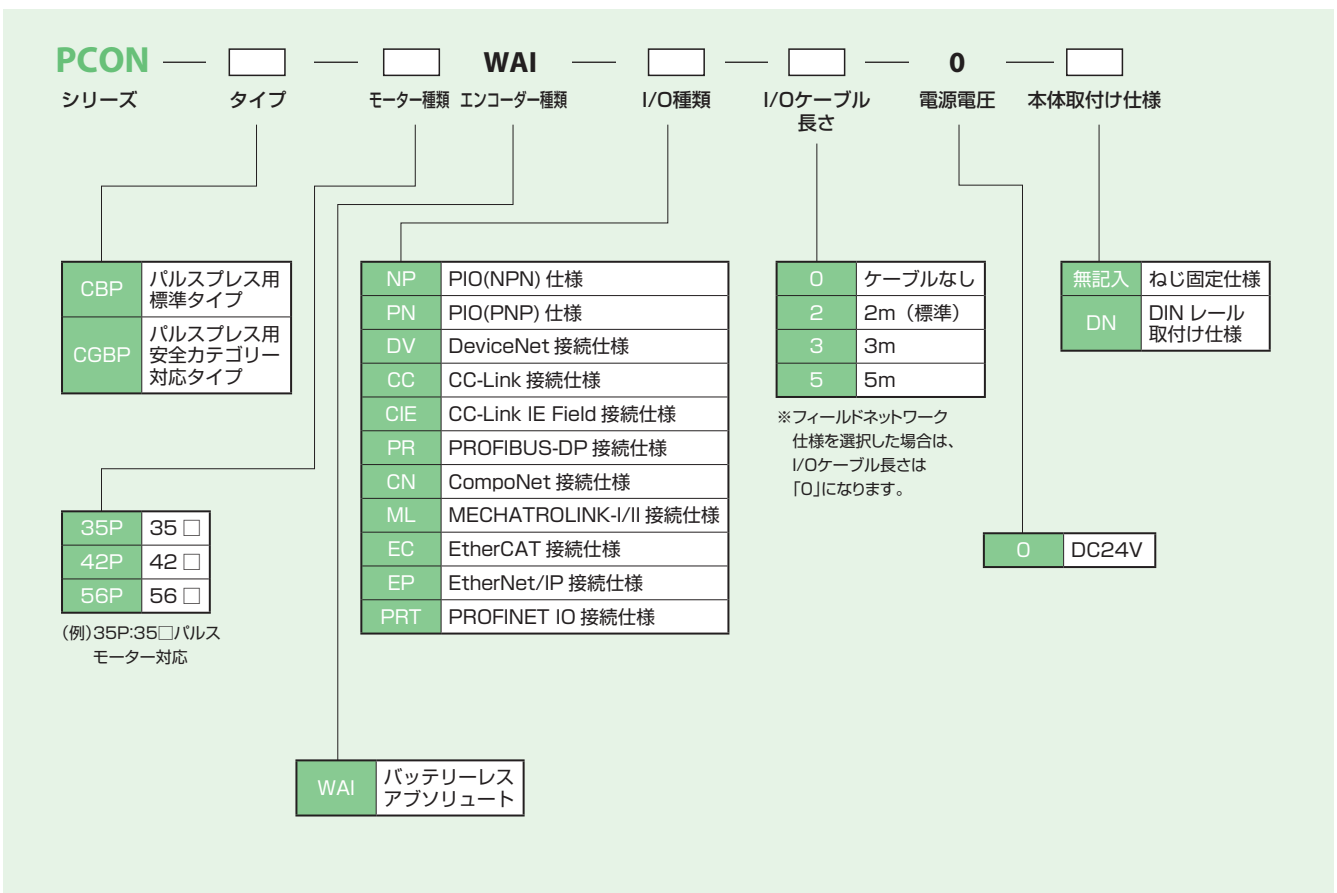 PCON — □ — □ WAI — □ — □ — 0 — □
シリーズ タイプ モーター種類 エンコーダー種類 I/O種類 I/Oケーブル 電源電圧 本体取付け仕様
長さ
CBP パルスプレス用
標準タイプ
CGBP パルスプレス用
安全カテゴリー
対応タイプ
35P 35 □
42P 42 □
56P 56 □
(例)35P:35□パルス
モーター対応
WAI バッテリーレス
アブソリュート
NP PIO(NPN) 仕様
PN PIO(PNP) 仕様
DV DeviceNet 接続仕様
CC CC-Link 接続仕様
CIE CC-Link IE Field 接続仕様
PR PROFIBUS-DP 接続仕様
CN CompoNet 接続仕様
ML MECHATROLINK-I/II 接続仕様
EC EtherCAT 接続仕様
EP EtherNet/IP 接続仕様
PRT PROFINET IO 接続仕様
0 ケーブルなし
2 2m（標準）
3 3m
5 5m
※フィールドネットワーク
仕様を選択した場合は、
I/Oケーブル長さは
「0」になります。
0 DC24V
無記入 ねじ固定仕様
DN DIN レール
取付け仕様